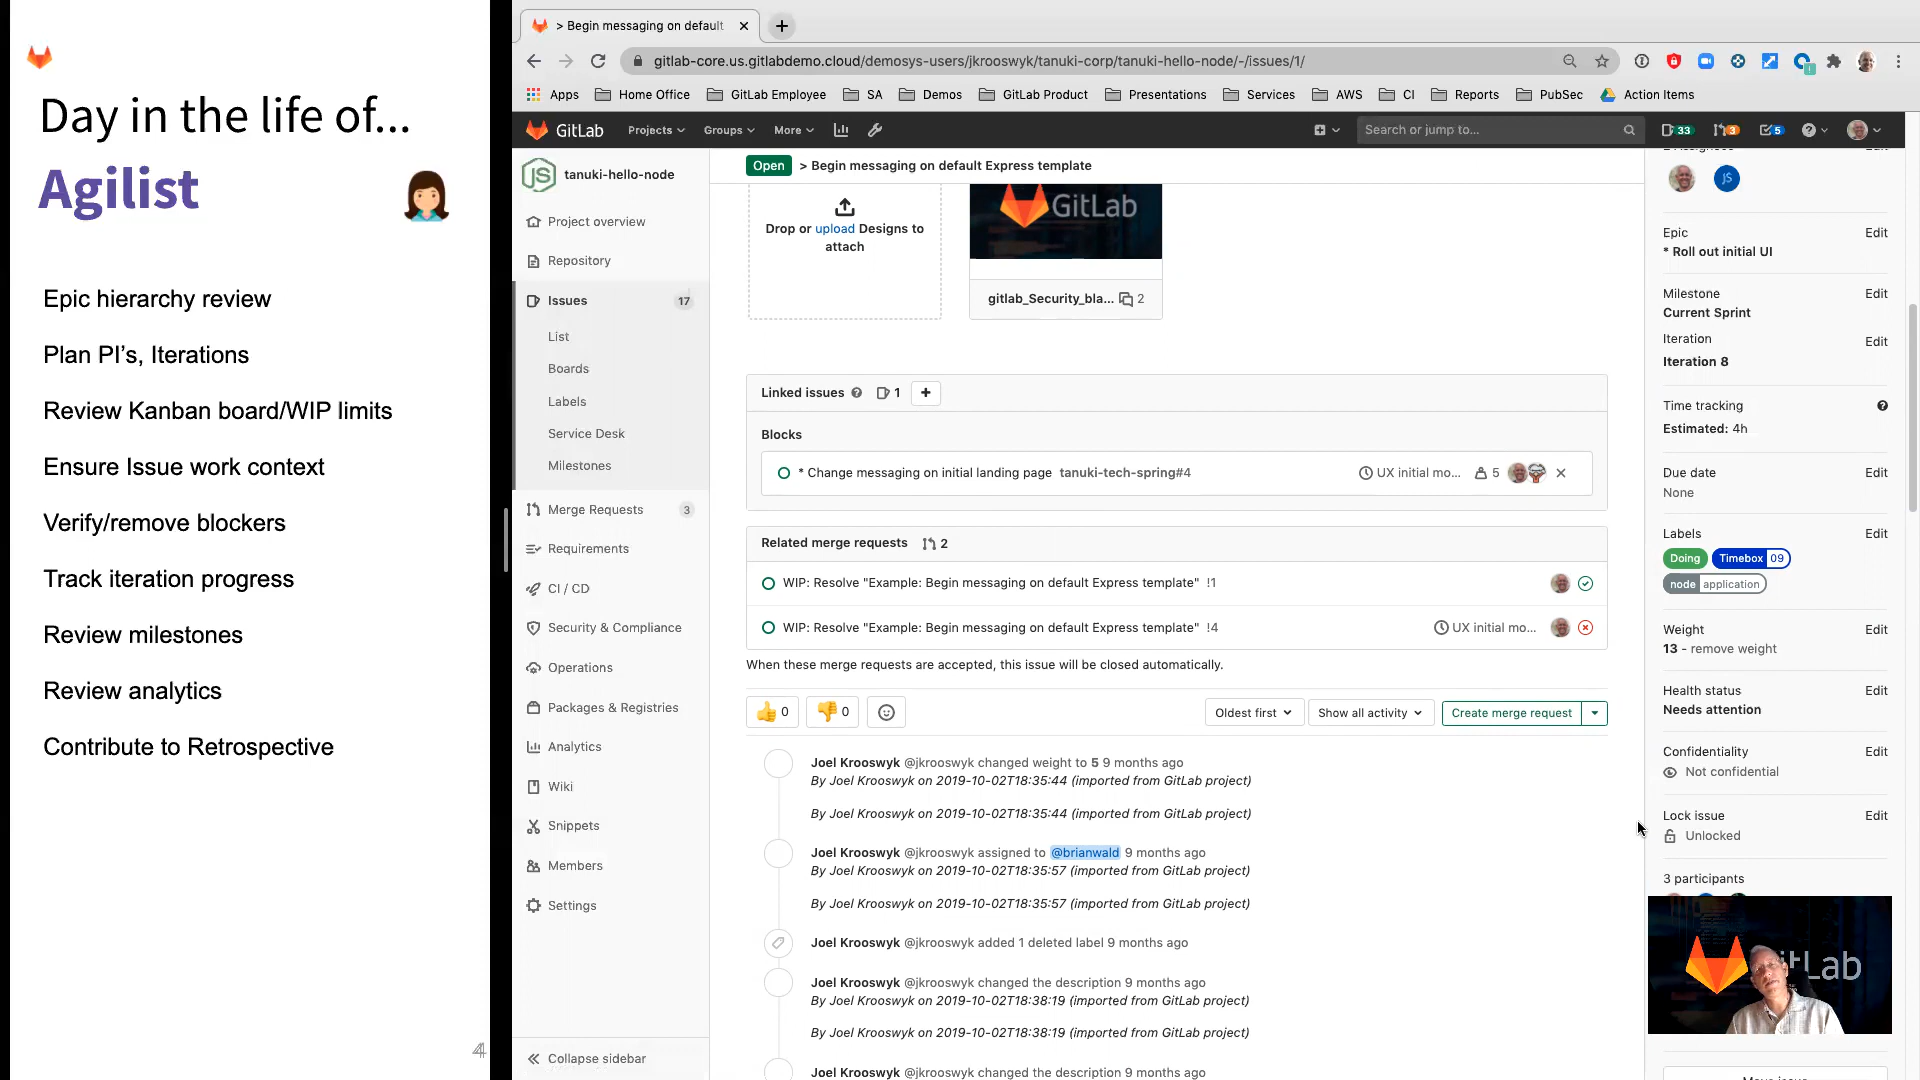 Day in the life of...
Agilist
Epic hierarchy review
Plan PI's, Iterations
Review Kanban board/WIP limits
Ensure Issue work context
Verify/remove blockers
Track iteration progress
Review milestones
Review analytics
Contribute to Retrospective
4
> Begin messaging on default
gitlab-core.us.gitlabdemo.cloud/demosys-users/jkrooswyk/tanuki-corp/tanuki-hello-node/-/issues/1/
Apps Home Office GitLab Employee SA Demos GitLab Product Presentations Services AWS CI Reports PubSec Action Items
GitLab Projects Groups More Search or jump to... 33 3 5
tanuki-hello-node
Project overview
Repository
Issues 17
List
Boards
Labels
Service Desk
Milestones
Merge Requests 3
Requirements
CI / CD
Security & Compliance
Operations
Packages & Registries
Analytics
Wiki
Snippets
Members
Settings
Collapse sidebar
Open > Begin messaging on default Express template
Drop or upload Designs to
attach
GitLab
gitlab_Security_bla... 2
Linked issues 1
Blocks
* Change messaging on initial landing page tanuki-tech-spring#4 UX initial mo... 5
Related merge requests 2
WIP: Resolve "Example: Begin messaging on default Express template" !1
WIP: Resolve "Example: Begin messaging on default Express template" !4 UX initial mo...
When these merge requests are accepted, this issue will be closed automatically.
0 0 Oldest first Show all activity Create merge request
Joel Krooswyk @jkrooswyk changed weight to 5 9 months ago
By Joel Krooswyk on 2019-10-02T18:35:44 (imported from GitLab project)
By Joel Krooswyk on 2019-10-02T18:35:44 (imported from GitLab project)
Joel Krooswyk @jkrooswyk assigned to @brianwald 9 months ago
By Joel Krooswyk on 2019-10-02T18:35:57 (imported from GitLab project)
By Joel Krooswyk on 2019-10-02T18:35:57 (imported from GitLab project)
Joel Krooswyk @jkrooswyk added 1 deleted label 9 months ago
Joel Krooswyk @jkrooswyk changed the description 9 months ago
By Joel Krooswyk on 2019-10-02T18:38:19 (imported from GitLab project)
By Joel Krooswyk on 2019-10-02T18:38:19 (imported from GitLab project)
Joel Krooswyk @jkrooswyk changed the description 9 months ago
JS
Epic Edit
* Roll out initial UI
Milestone Edit
Current Sprint
Iteration Edit
Iteration 8
Time tracking
Estimated: 4h
Due date Edit
None
Labels Edit
Doing Timebox 09
node application
Weight Edit
13 - remove weight
Health status Edit
Needs attention
Confidentiality Edit
Not confidential
Lock issue Edit
Unlocked
3 participants